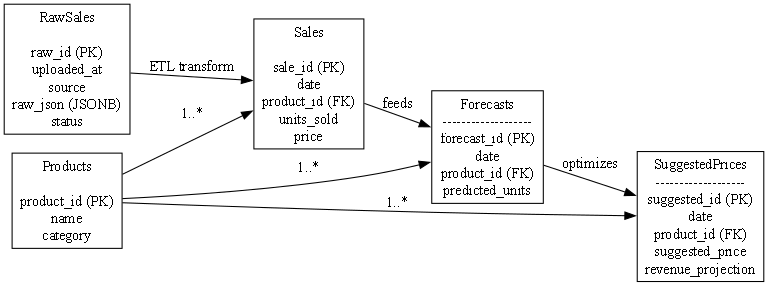 RawSales
raw_id (PK)
uploaded_at
source
raw_json (JSONB)
status
ETL transform
Sales
sale_id (PK)
date
product_id (FK)
units_sold
price
1..*
feeds
Products
product_id (PK)
name
category
1..*
Forecasts
--------------------
forecast_id (PK)
date
product_id (FK)
predicted_units
1..*
optimizes
SuggestedPrices
-------------------
suggested_id (PK)
date
product_id (FK)
suggested_price
revenue_projection